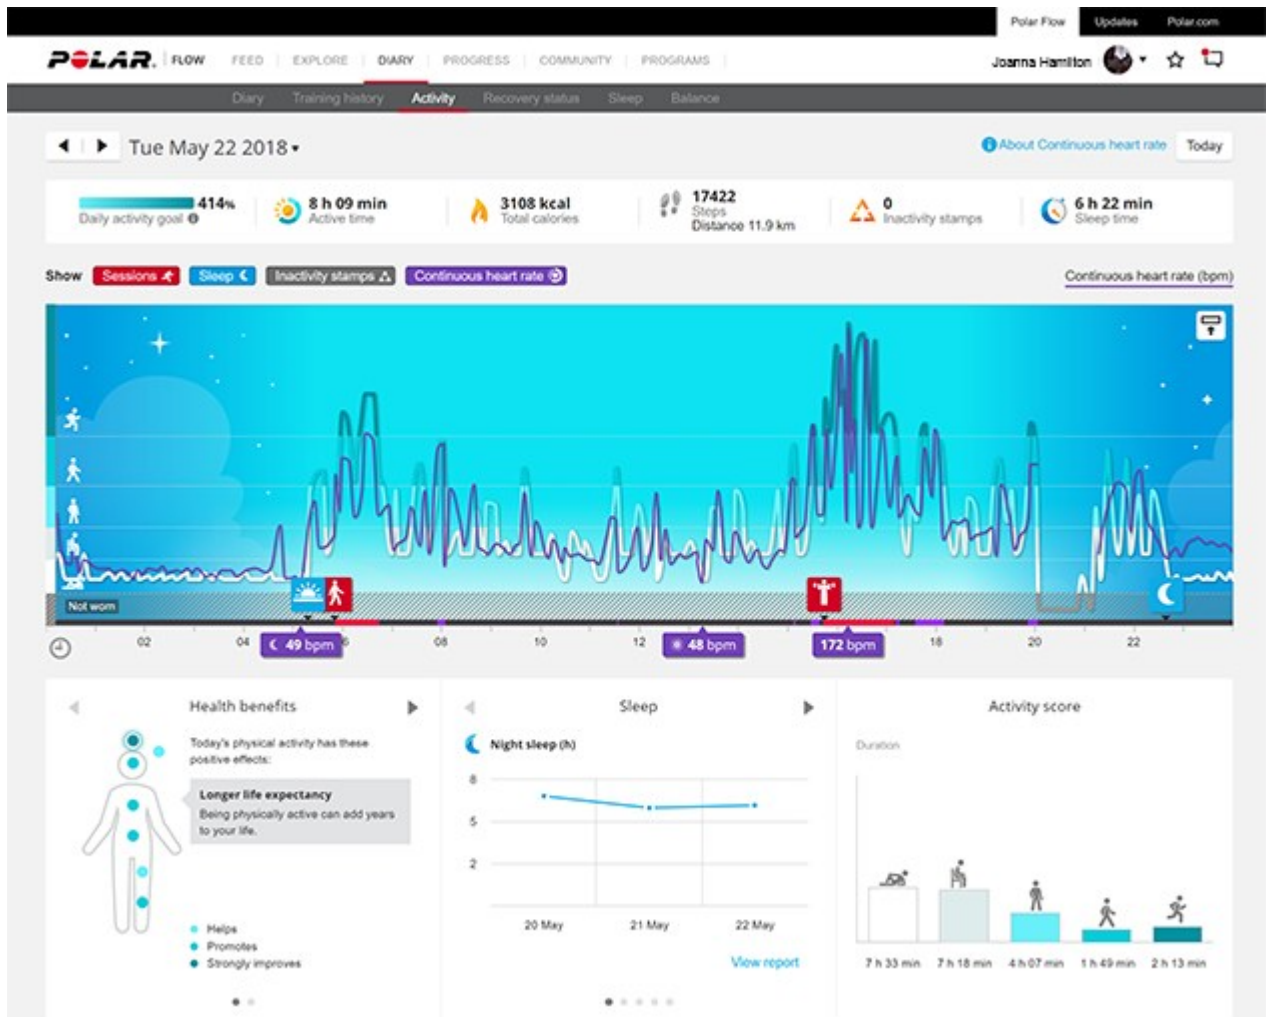 Polar Flow Updates Polar.com
POLAR. FLOW FEED EXPLORE DIARY PROGRESS COMMUNITY PROGRAMS Joanna Hamilton
Diary Training history Activity Recovery status Sleep Balance
Tue May 22 2018 About Continuous heart rate Today
414%
Daily activity goal
8 h 09 min
Active time
3108 kcal
Total calories
17422
Steps
Distance 11.9 km
0
Inactivity stamps
6 h 22 min
Sleep time
Show Sessions Sleep Inactivity stamps Continuous heart rate Continuous heart rate (bpm)
Not worn
02 04 6 08 10 12 18 20 22
49 bpm 48 bpm 172 bpm
Health benefits
Today's physical activity has these
positive effects:
Longer life expectancy
Being physically active can add years
to your life.
Helps
Promotes
Strongly improves
Sleep
Night sleep (h)
8
5
2
20 May 21 May 22 May
View report
Activity score
Duration
7 h 33 min 7 h 18 min 4 h 07 min 1 h 49 min 2 h 13 min